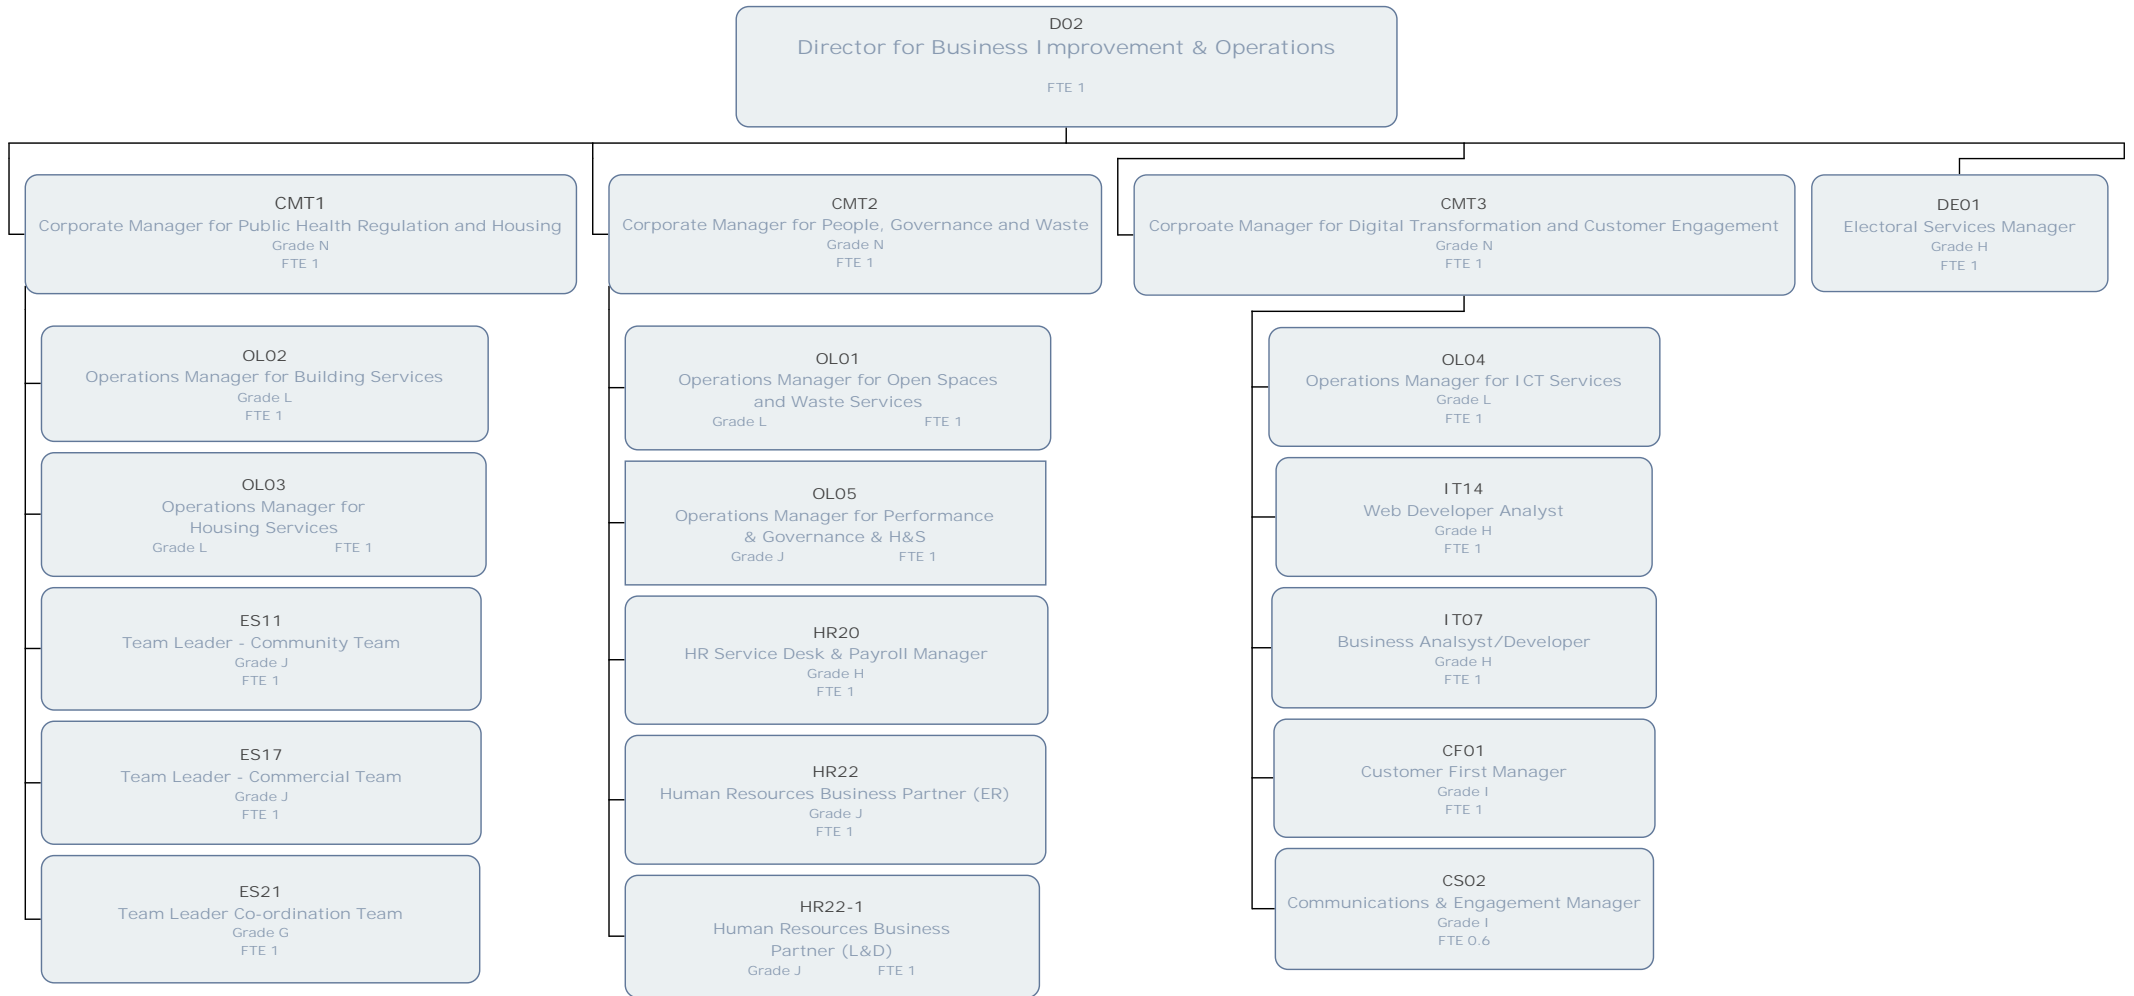 D02
Director for Business Improvement & Operations
FTE 1
CMT1
Corporate Manager for Public Health Regulation and Housing
Grade N
FTE 1
OL02
Operations Manager for Building Services
Grade L
FTE 1
OL03
Operations Manager for
Housing Services
Grade L FTE 1
ES11
Team Leader - Community Team
Grade J
FTE 1
ES17
Team Leader - Commercial Team
Grade J
FTE 1
ES21
Team Leader Co-ordination Team
Grade G
FTE 1
CMT2
Corporate Manager for People, Governance and Waste
Grade N
FTE 1
OL01
Operations Manager for Open Spaces
and Waste Services
Grade L FTE 1
OL05
Operations Manager for Performance
& Governance & H&S
Grade J FTE 1
HR20
HR Service Desk & Payroll Manager
Grade H
FTE 1
HR22
Human Resources Business Partner (ER)
Grade J
FTE 1
HR22-1
Human Resources Business
Partner (L&D)
Grade J FTE 1
CMT3
Corproate Manager for Digital Transformation and Customer Engagement
Grade N
FTE 1
OL04
Operations Manager for ICT Services
Grade L
FTE 1
IT14
Web Developer Analyst
Grade H
FTE 1
IT07
Business Analsyst/Developer
Grade H
FTE 1
CF01
Customer First Manager
Grade I
FTE 1
CS02
Communications & Engagement Manager
Grade I
FTE 0.6
DE01
Electoral Services Manager
Grade H
FTE 1